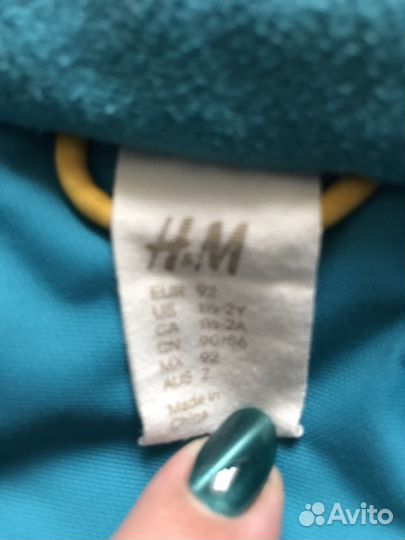 H&M
EUR 92
US 1½-2Y
CA 1½-2A
CN 90/56
MX 92
AUS 2
Made in
China
Avito